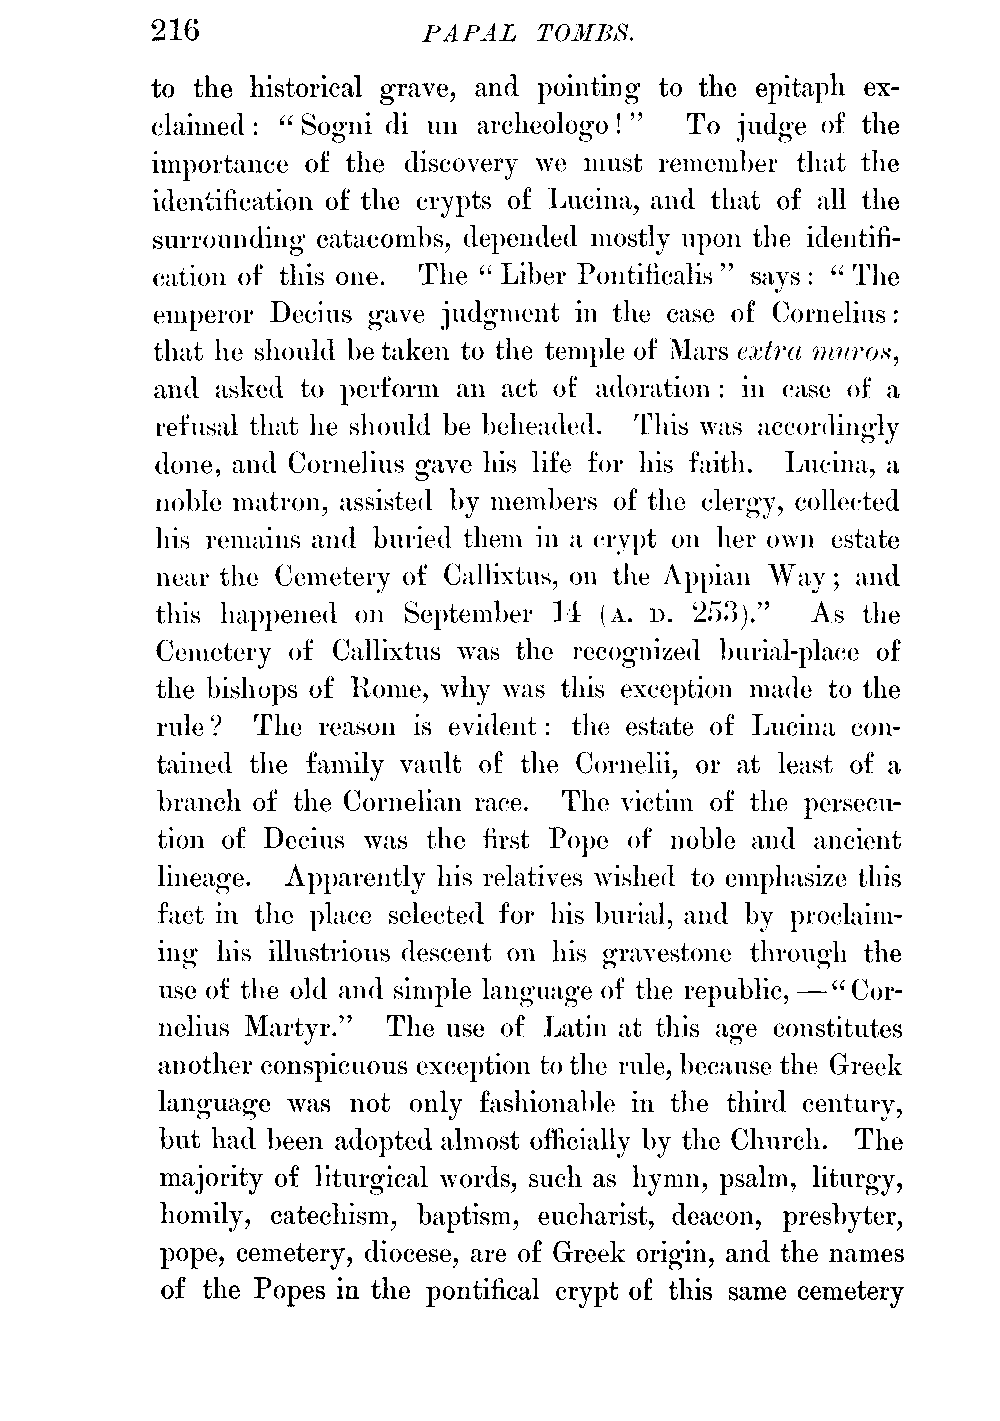 216 PAPAL TOMBS.
to the historical grave, and pointing to the epitaph ex-
claimed: “Sogni di un archeologo!” To judge of the
importance of the discovery we must remember that the
identification of the crypts of Lucina, and that of all the
surrounding catacombs, depended mostly upon the identifi-
cation of this one. The “Liber Pontificalis” says: “The
emperor Decius gave judgment in the case of Cornelius:
that he should be taken to the temple of Mars extra muros,
and asked to perform an act of adoration: in case of a
refusal that he should be beheaded. This was accordingly
done, and Cornelius gave his life for his faith. Lucina, a
noble matron, assisted by members of the clergy, collected
his remains and buried them in a crypt on her own estate
near the Cemetery of Callixtus, on the Appian Way; and
this happened on September 14 (A. D. 253).” As the
Cemetery of Callixtus was the recognized burial-place of
the bishops of Rome, why was this exception made to the
rule? The reason is evident: the estate of Lucina con-
tained the family vault of the Cornelii, or at least of a
branch of the Cornelian race. The victim of the persecu-
tion of Decius was the first Pope of noble and ancient
lineage. Apparently his relatives wished to emphasize this
fact in the place selected for his burial, and by proclaim-
ing his illustrious descent on his gravestone through the
use of the old and simple language of the republic, —“Cor-
nelius Martyr.” The use of Latin at this age constitutes
another conspicuous exception to the rule, because the Greek
language was not only fashionable in the third century,
but had been adopted almost officially by the Church. The
majority of liturgical words, such as hymn, psalm, liturgy,
homily, catechism, baptism, eucharist, deacon, presbyter,
pope, cemetery, diocese, are of Greek origin, and the names
of the Popes in the pontifical crypt of this same cemetery